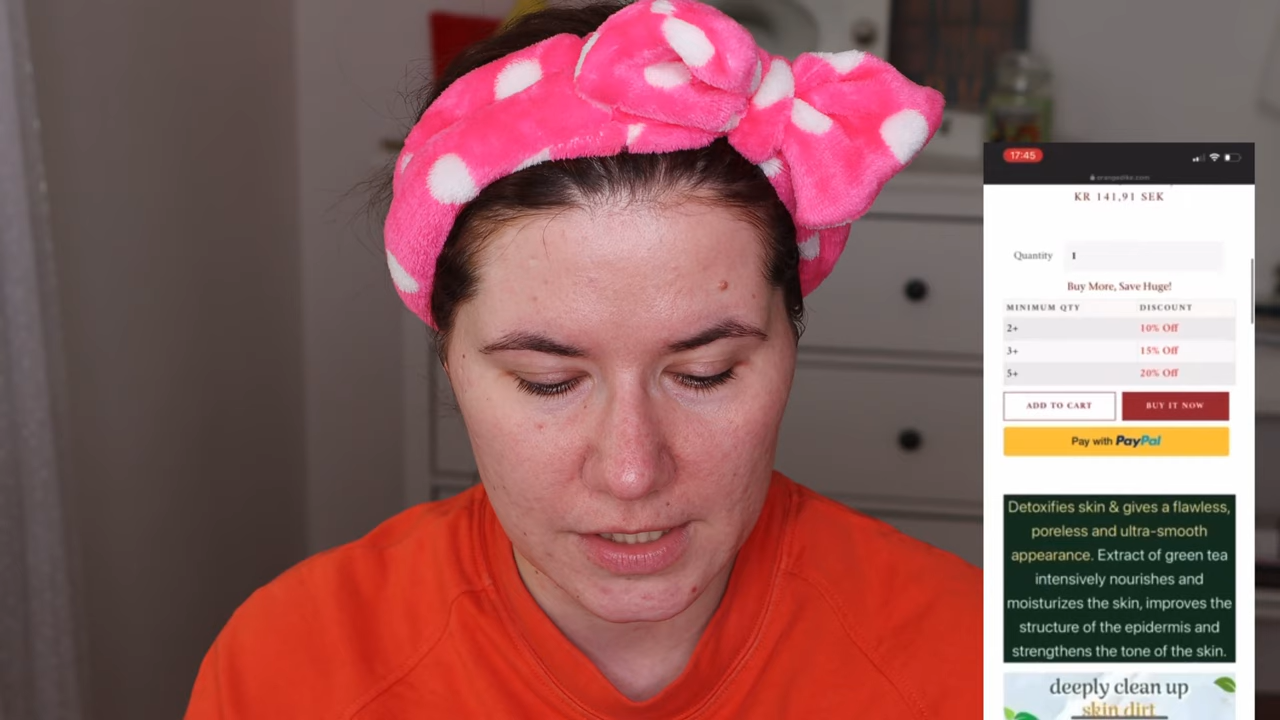 17:45
KR 141,91 SEK
Quantity 1
Buy More, Save Huge!
MINIMUM QTY DISCOUNT
2+ 10% Off
3+ 15% Off
5+ 20% Off
ADD TO CART BUY IT NOW
Pay with PayPal
Detoxifies skin & gives a flawless,
poreless and ultra-smooth
appearance. Extract of green tea
intensively nourishes and
moisturizes the skin, improves the
structure of the epidermis and
strengthens the tone of the skin.
deeply clean up
skin dirt